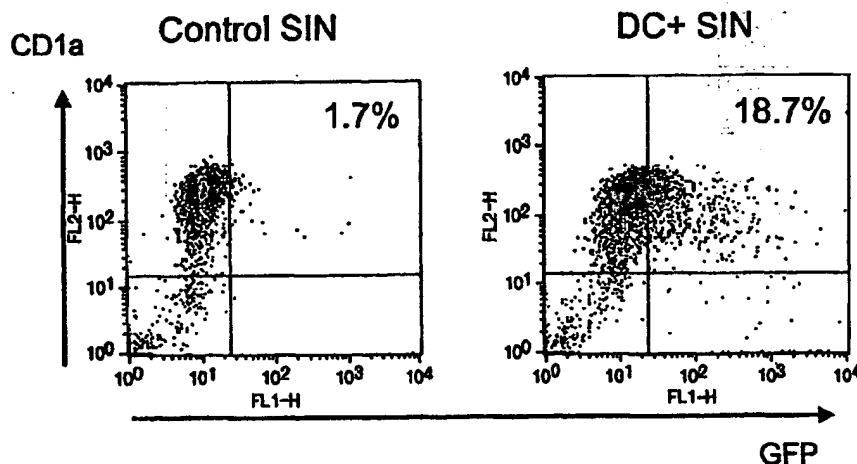 Control SIN
DC+ SIN
CD1a
10⁴
10³
10²
10¹
10⁰
FL2-H
1.7%
10⁰ 10¹ 10² 10³ 10⁴
FL1-H
10⁴
10³
10²
10¹
10⁰
FL2-H
18.7%
10⁰ 10¹ 10² 10³ 10⁴
FL1-H
GFP